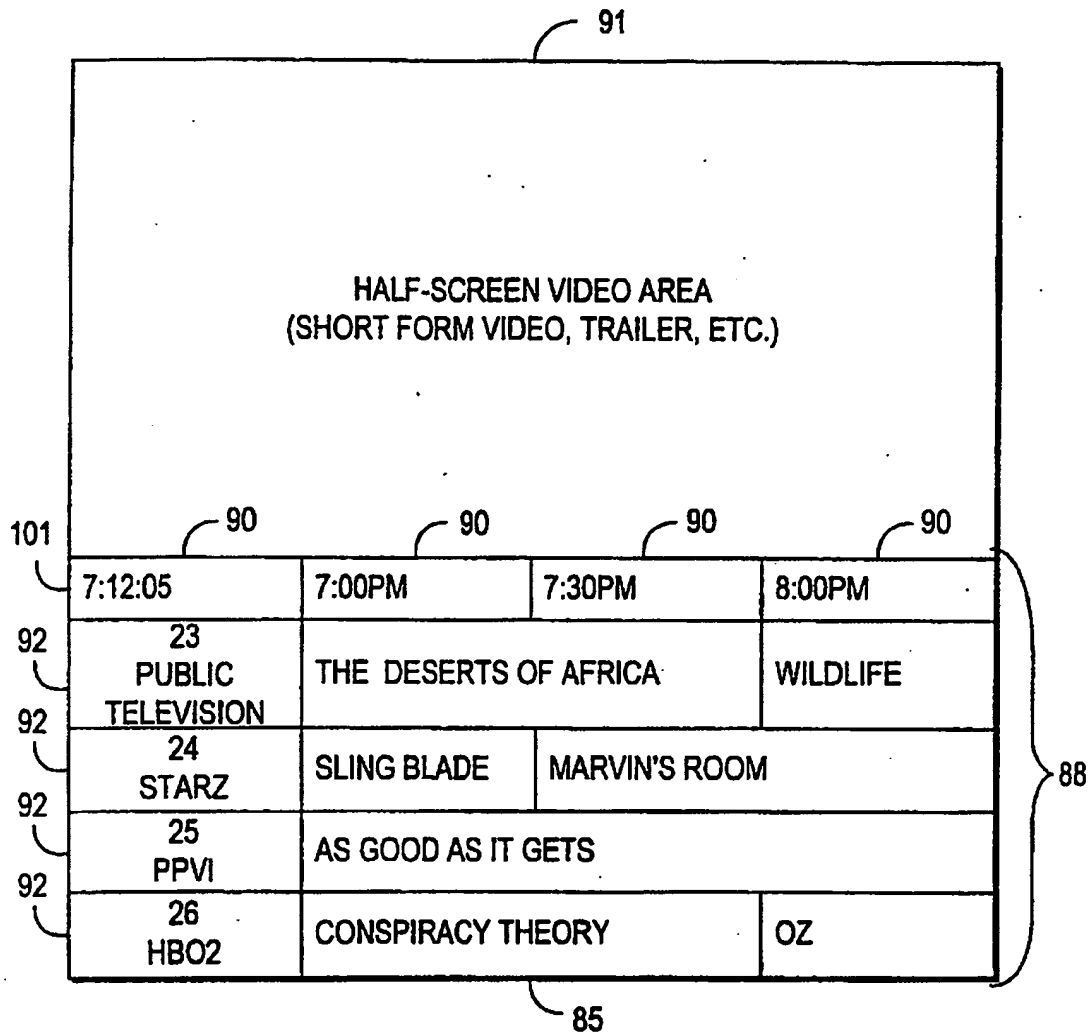 91
HALF-SCREEN VIDEO AREA
(SHORT FORM VIDEO, TRAILER, ETC.)
101
90
90
90
90
7:12:05
7:00PM
7:30PM
8:00PM
92
23
PUBLIC
TELEVISION
THE DESERTS OF AFRICA
WILDLIFE
92
24
STARZ
SLING BLADE
MARVIN'S ROOM
88
92
25
PPVI
AS GOOD AS IT GETS
92
26
HBO2
CONSPIRACY THEORY
OZ
85